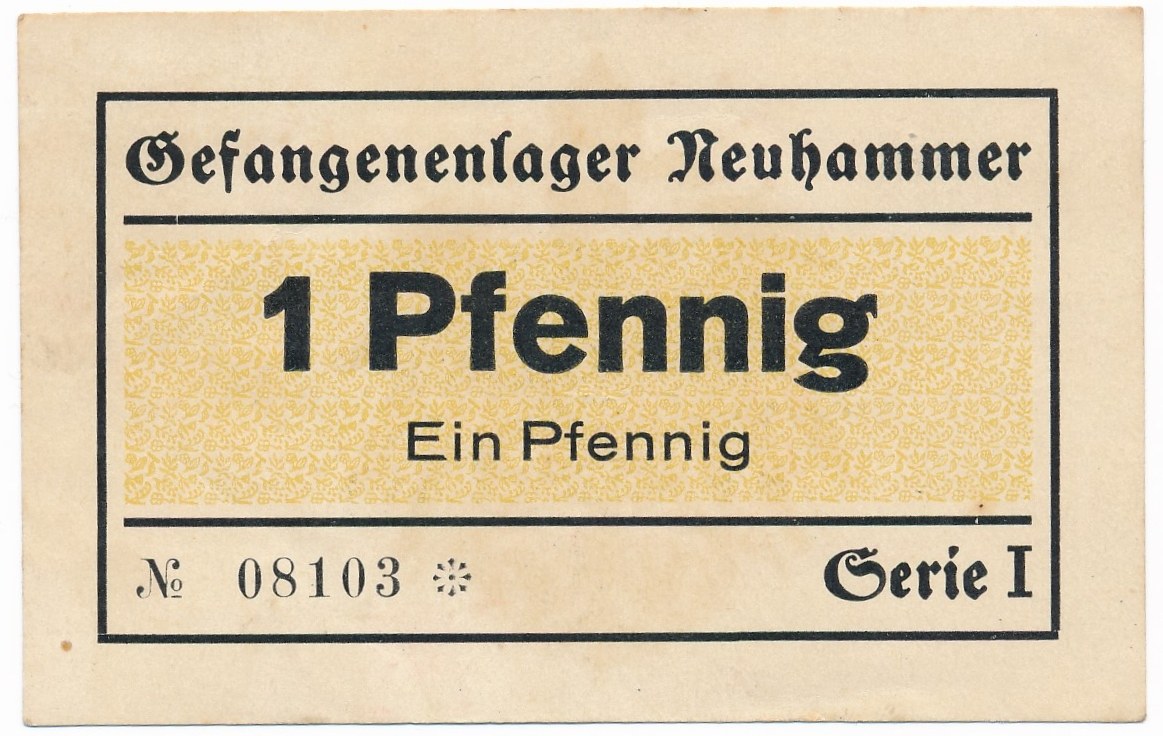 Gefangenenlager Neuhammer
1 Pfennig
Ein Pfennig
№ 08103 ❊ Serie I